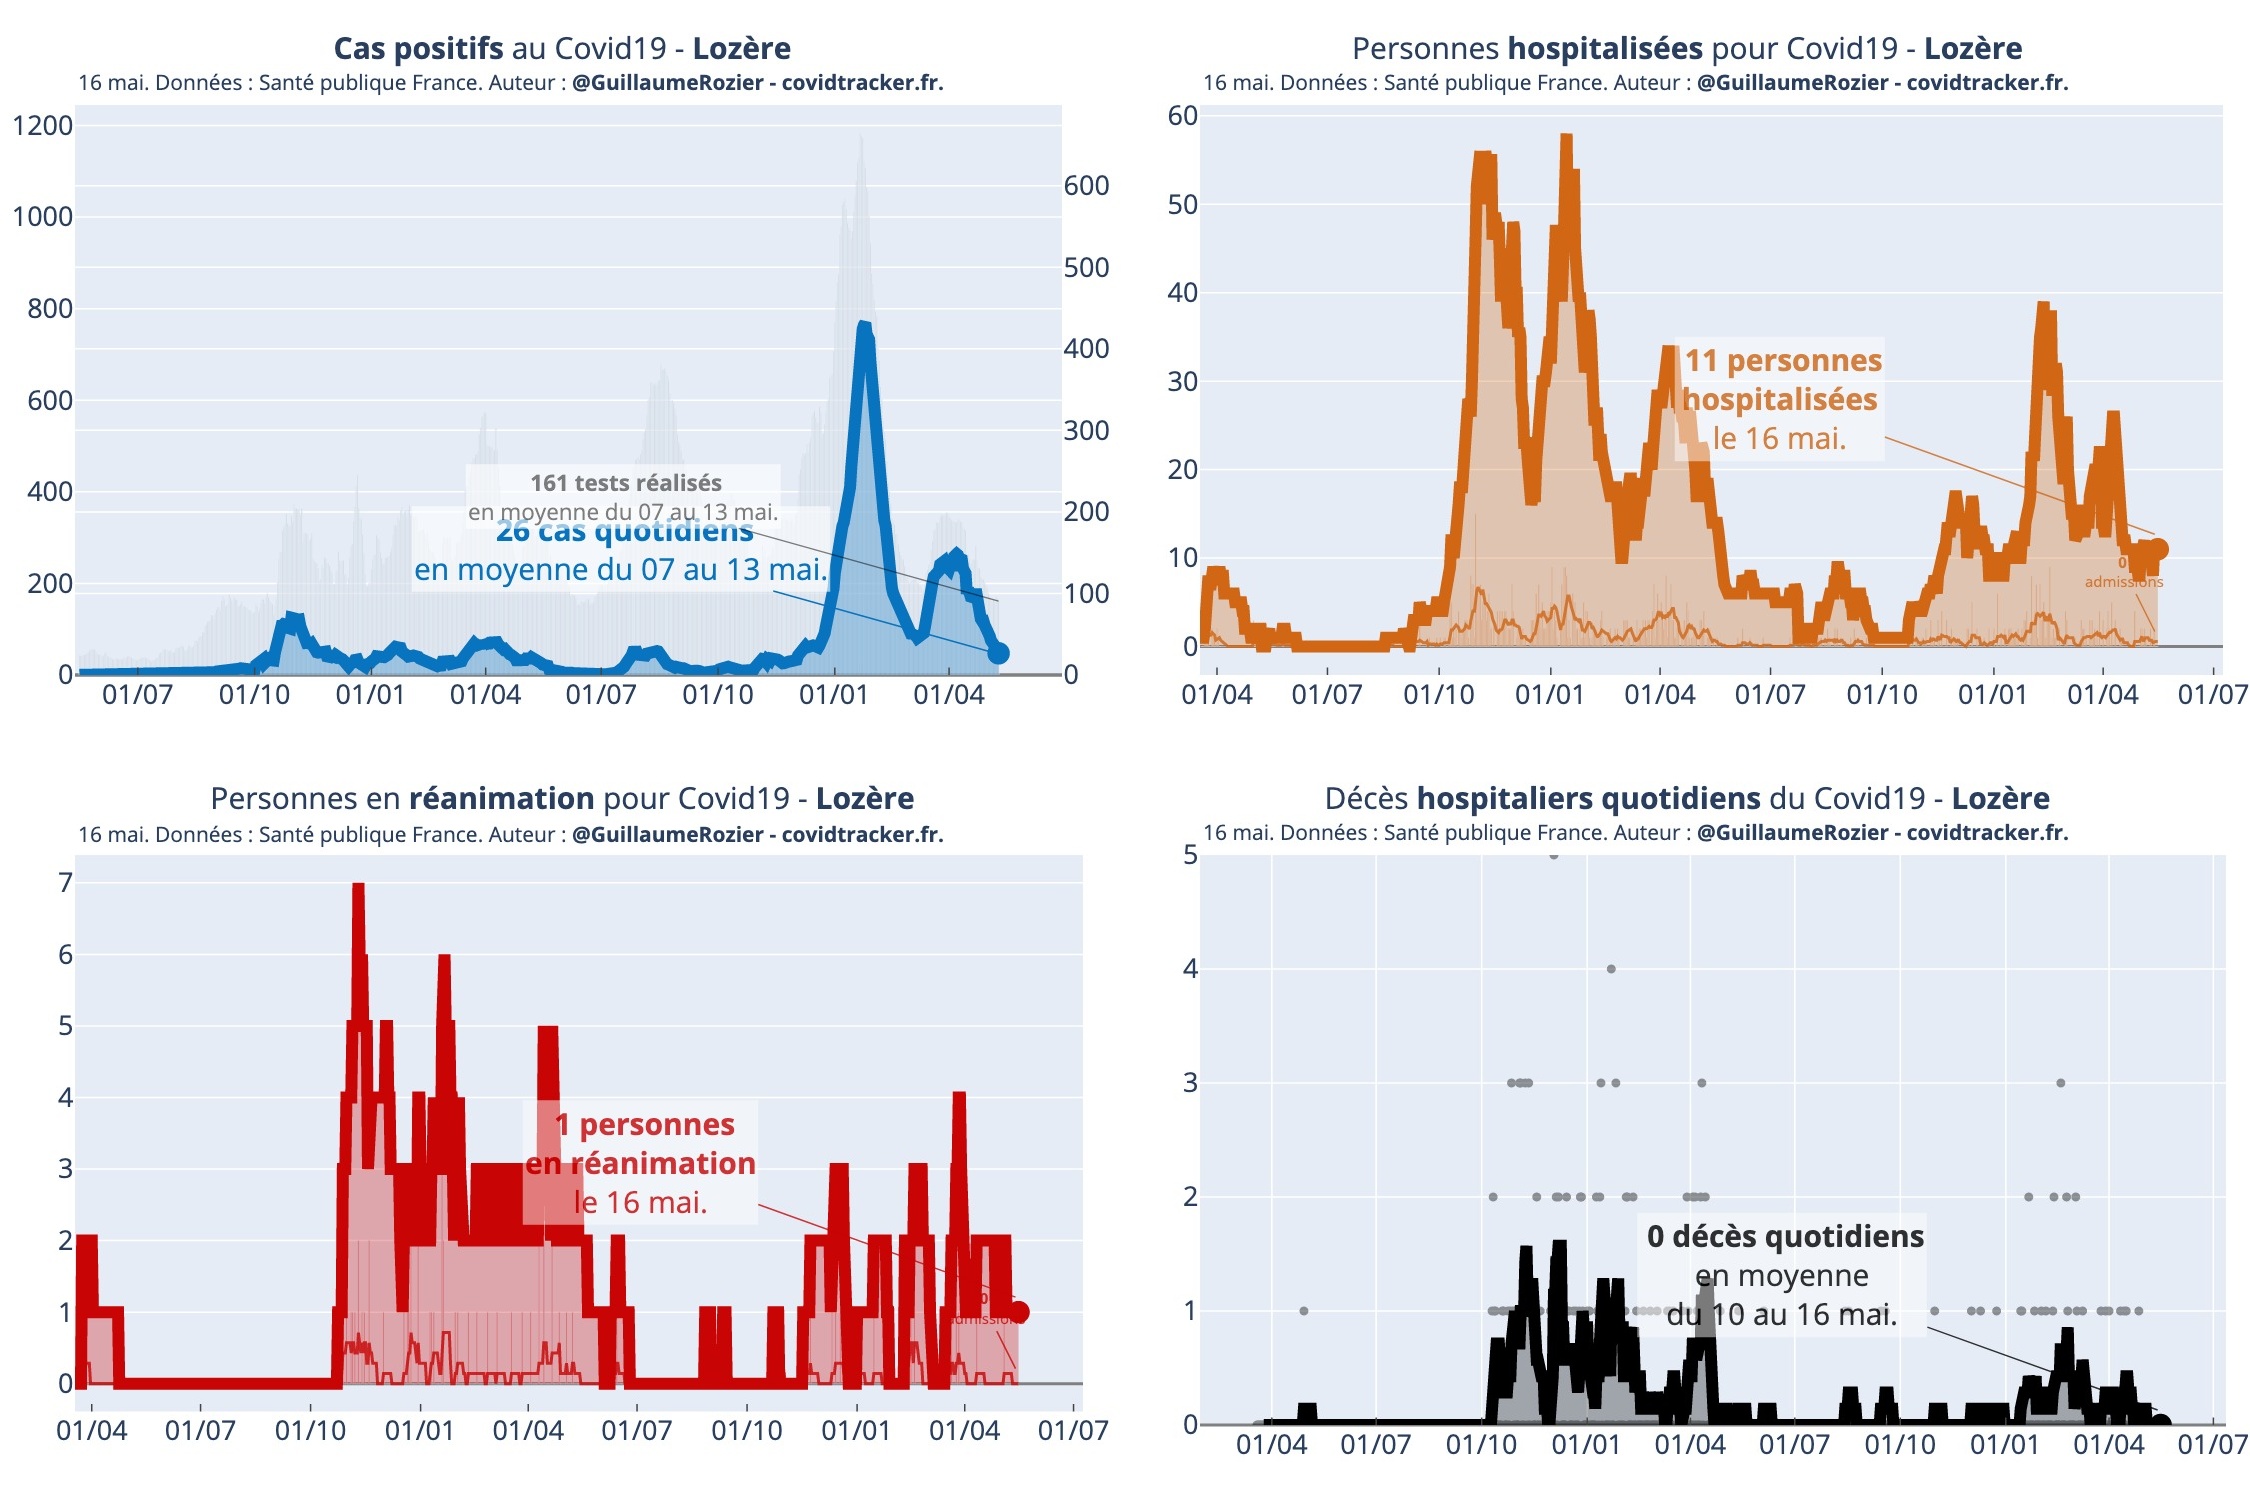 Cas positifs au Covid19 - Lozère
16 mai. Données : Santé publique France. Auteur : @GuillaumeRozier - covidtracker.fr.
1200
1000
800
600
400
200
0
600
500
400
300
200
100
0
161 tests réalisés
en moyenne du 07 au 13 mai.
26 cas quotidiens
en moyenne du 07 au 13 mai.
01/07 01/10 01/01 01/04 01/07 01/10 01/01 01/04
Personnes hospitalisées pour Covid19 - Lozère
16 mai. Données : Santé publique France. Auteur : @GuillaumeRozier - covidtracker.fr.
60
50
40
30
20
10
0
11 personnes
hospitalisées
le 16 mai.
0
admissions
01/04 01/07 01/10 01/01 01/04 01/07 01/10 01/01 01/04 01/07
Personnes en réanimation pour Covid19 - Lozère
16 mai. Données : Santé publique France. Auteur : @GuillaumeRozier - covidtracker.fr.
7
6
5
4
3
2
1
0
1 personnes
en réanimation
le 16 mai.
0
admissions
01/04 01/07 01/10 01/01 01/04 01/07 01/10 01/01 01/04 01/07
Décès hospitaliers quotidiens du Covid19 - Lozère
16 mai. Données : Santé publique France. Auteur : @GuillaumeRozier - covidtracker.fr.
5
4
3
2
1
0
0 décès quotidiens
en moyenne
du 10 au 16 mai.
01/04 01/07 01/10 01/01 01/04 01/07 01/10 01/01 01/04 01/07